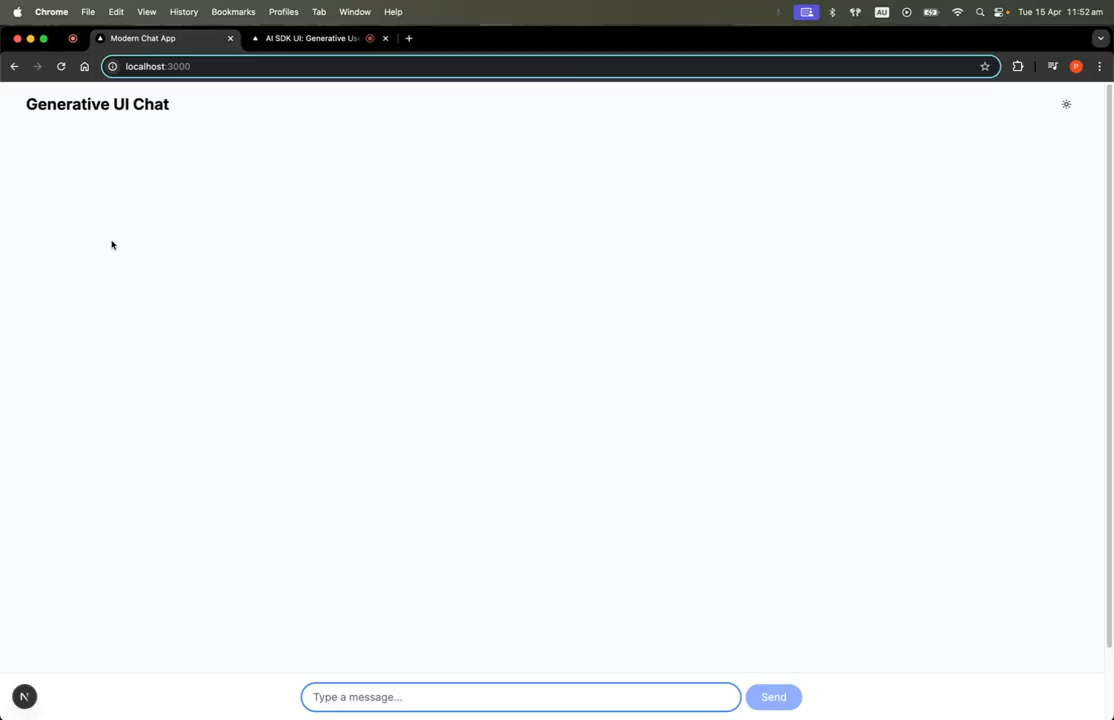 Chrome File Edit View History Bookmarks Profiles Tab Window Help AU Tue 15 Apr 11:52 am
Modern Chat App AI SDK UI: Generative Us
localhost:3000 P
Generative UI Chat
N Type a message... Send